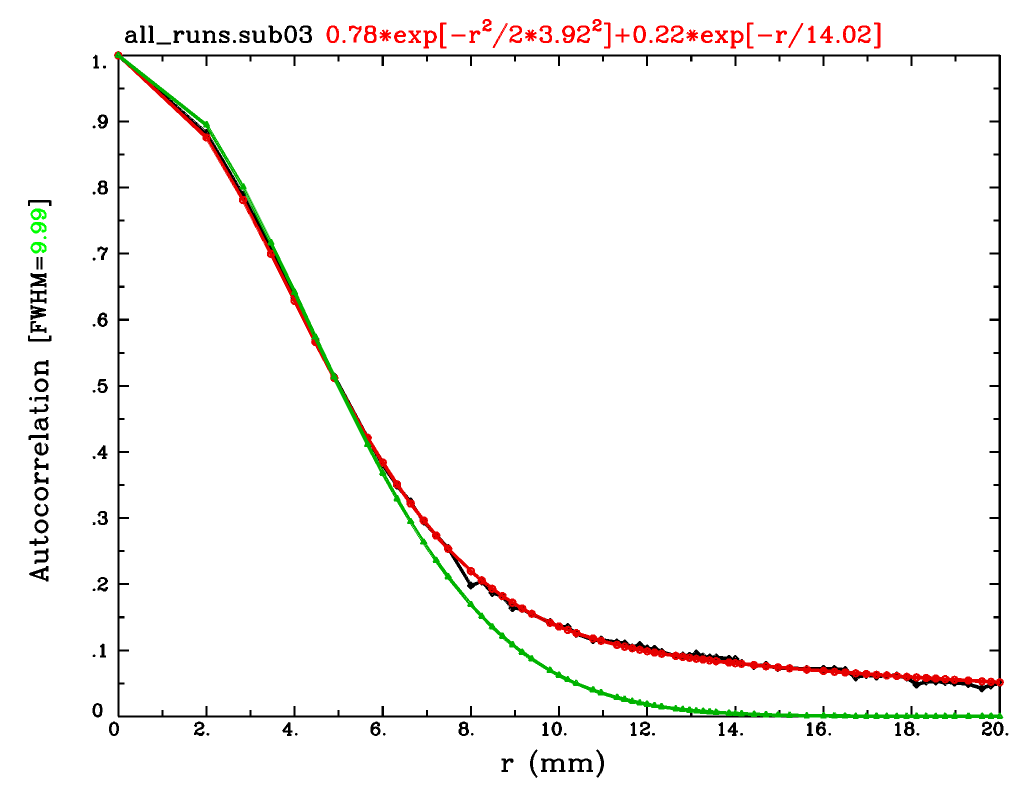 all_runs.sub03 0.78*exp[-r²/2*3.92²]+0.22*exp[-r/14.02]
1.
.9
.8
.7
.6
.5
.4
.3
.2
.1
0
Autocorrelation [FWHM=9.99]
0 2. 4. 6. 8. 10. 12. 14. 16. 18. 20.
r (mm)